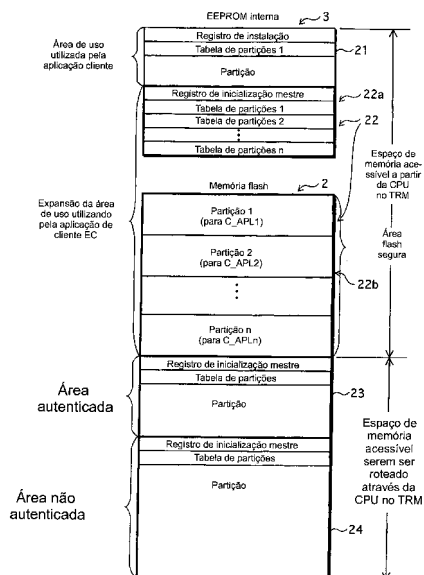 EEPROM interna
3
Registro de instalação
Tabela de partições 1
21
Partição
Área de uso
utilizada pela
aplicação cliente
Registro de inicialização mestre
22a
Tabela de partições 1
Tabela de partições 2
22
Tabela de partições n
Espaço de
memória ace-
ssível a partir
da CPU
no TRM
Área
flash
segura
Expansão da área
de uso utilizando
pela aplicação de
cliente EC
Memória flash
2
Partição 1
(para C_APL1)
Partição 2
(para C_APL2)
22b
Partição n
(para C_APLn)
Registro de inicialização mestre
Tabela de partições
23
Partição
Área
autenticada
Registro de inicialização mestre
Tabela de partições
Partição
24
Área não
autenticada
Espaço de
memória
acessível
serem ser
roteado
através da
CPU no TRM